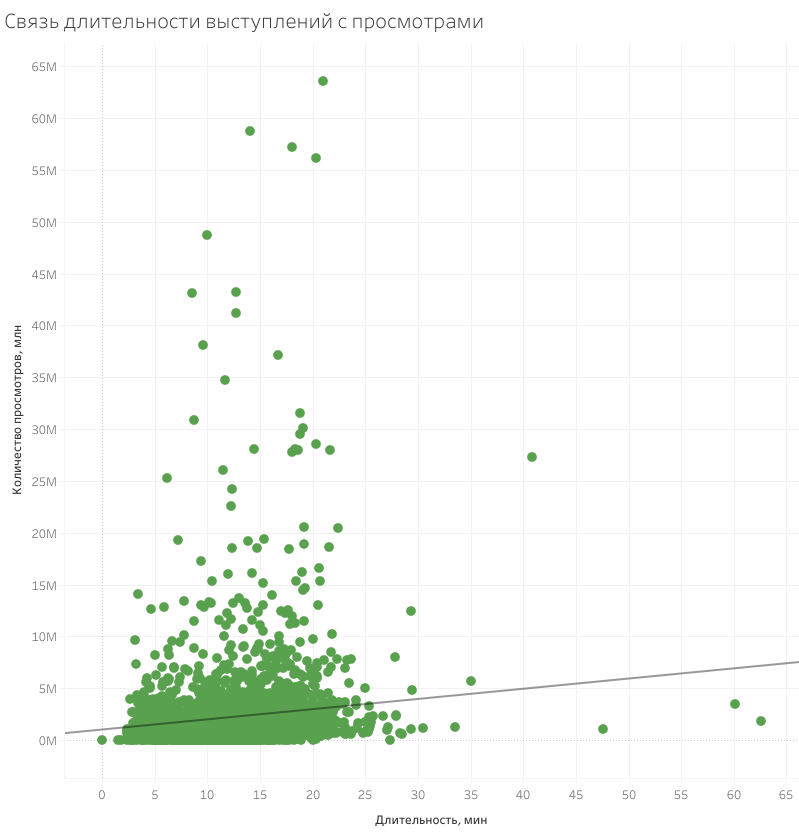 Связь длительности выступлений с просмотрами
65M
60M
55M
50M
45M
40M
35M
30M
25M
20M
15M
10M
5M
0M
Количество просмотров, млн
0 5 10 15 20 25 30 35 40 45 50 55 60 65
Длительность, мин